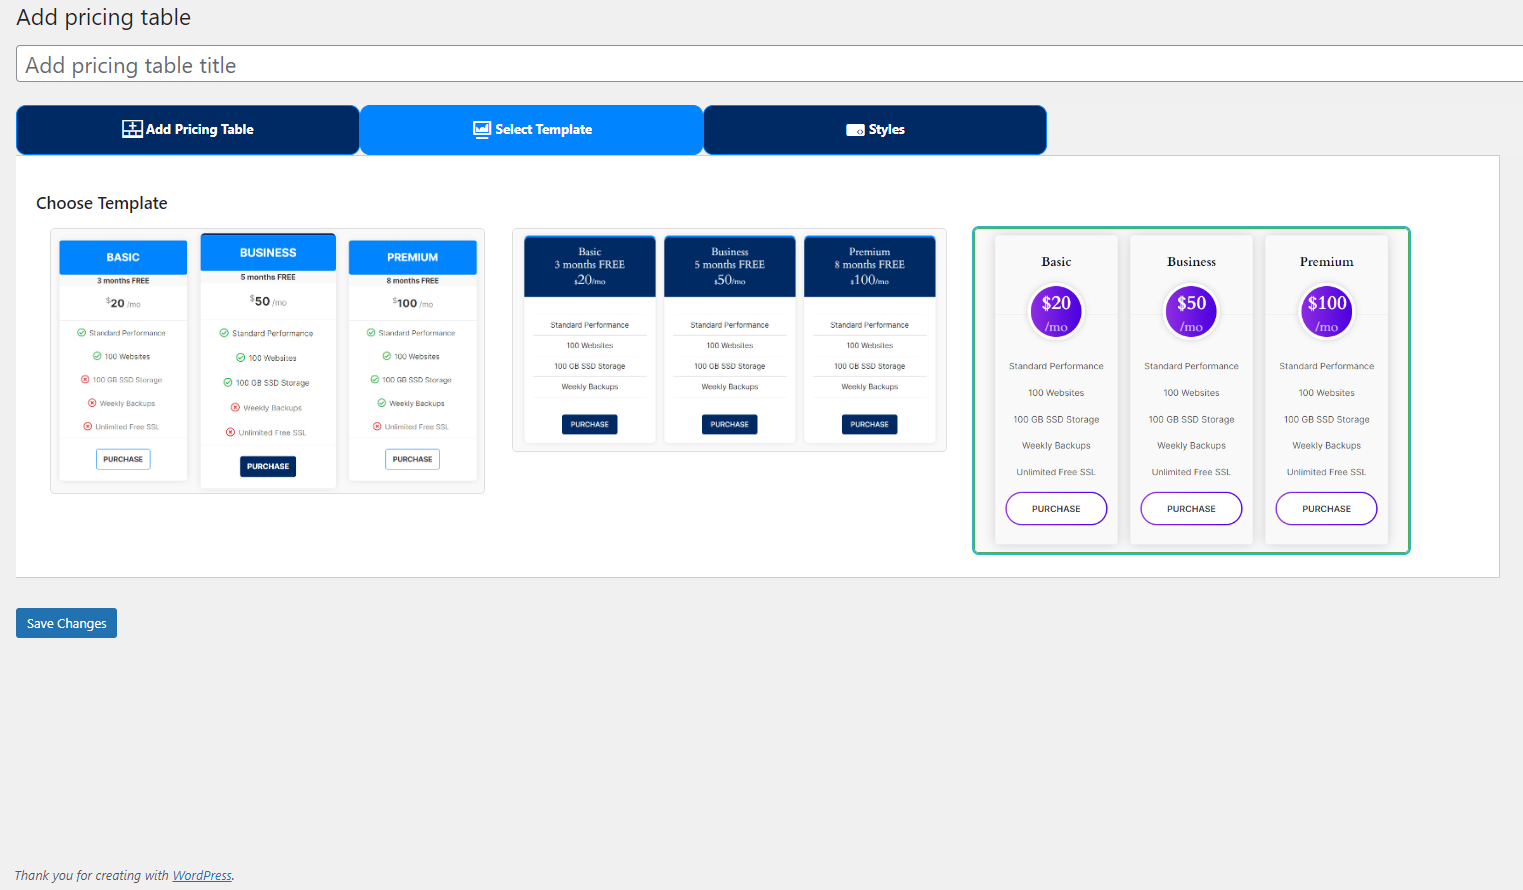 Add pricing table
Add pricing table title
Add Pricing Table
Select Template
Styles
Choose Template
BASIC
3 months FREE
$20 /mo
Standard Performance
100 Websites
100 GB SSD Storage
Weekly Backups
Unlimited Free SSL
PURCHASE
BUSINESS
5 months FREE
$50 /mo
Standard Performance
100 Websites
100 GB SSD Storage
Weekly Backups
Unlimited Free SSL
PURCHASE
PREMIUM
8 months FREE
$100 /mo
Standard Performance
100 Websites
100 GB SSD Storage
Weekly Backups
Unlimited Free SSL
PURCHASE
Basic
3 months FREE
$20/mo
Standard Performance
100 Websites
100 GB SSD Storage
Weekly Backups
PURCHASE
Business
5 months FREE
$50/mo
Standard Performance
100 Websites
100 GB SSD Storage
Weekly Backups
PURCHASE
Premium
8 months FREE
$100/mo
Standard Performance
100 Websites
100 GB SSD Storage
Weekly Backups
PURCHASE
Basic
$20
/mo
Standard Performance
100 Websites
100 GB SSD Storage
Weekly Backups
Unlimited Free SSL
PURCHASE
Business
$50
/mo
Standard Performance
100 Websites
100 GB SSD Storage
Weekly Backups
Unlimited Free SSL
PURCHASE
Premium
$100
/mo
Standard Performance
100 Websites
100 GB SSD Storage
Weekly Backups
Unlimited Free SSL
PURCHASE
Save Changes
Thank you for creating with WordPress.